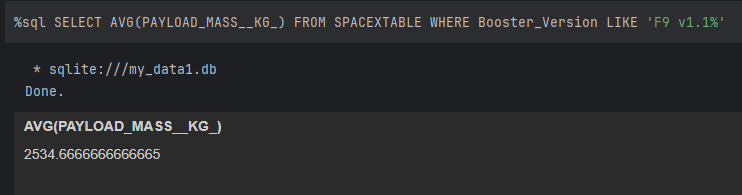 %sql SELECT AVG(PAYLOAD_MASS__KG_) FROM SPACEXTABLE WHERE Booster_Version LIKE 'F9 v1.1%'
* sqlite:///my_data1.db
Done.
AVG(PAYLOAD_MASS__KG_)
2534.6666666666665